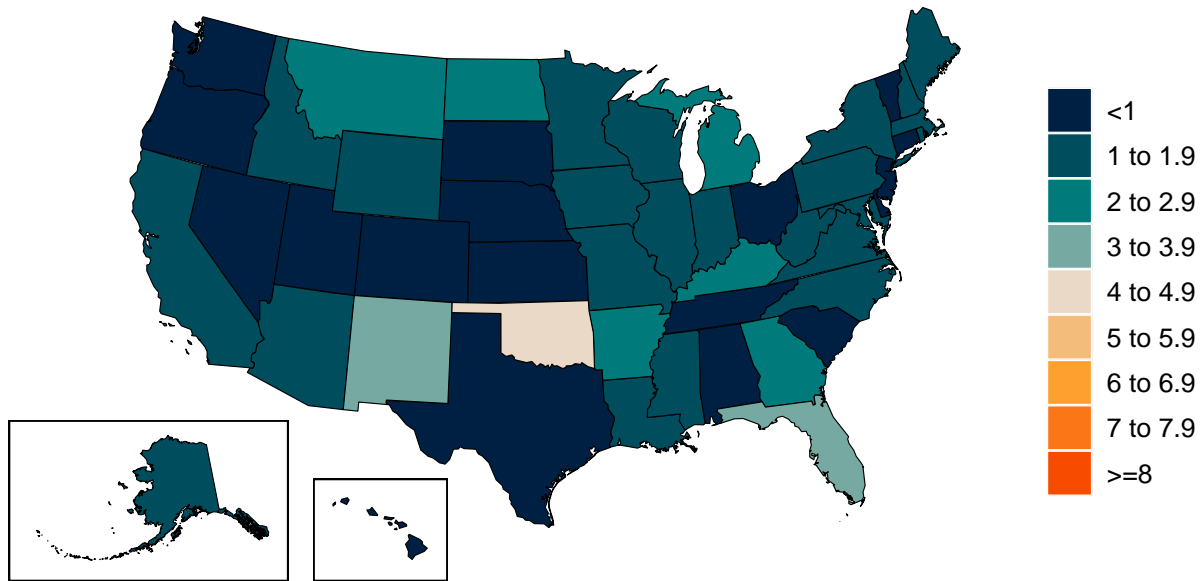 <1
1 to 1.9
2 to 2.9
3 to 3.9
4 to 4.9
5 to 5.9
6 to 6.9
7 to 7.9
>=8